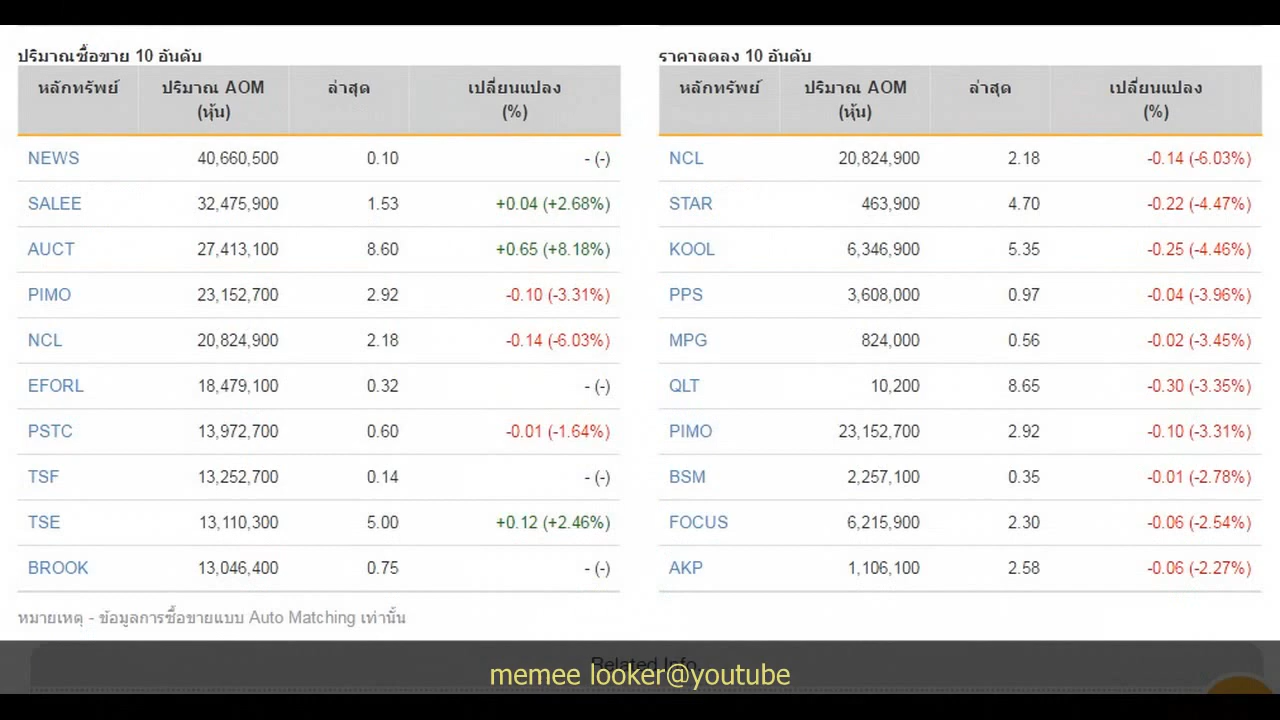 ปริมาณซื้อขาย 10 อันดับ
หลักทรัพย์ ปริมาณ AOM (หุ้น) ล่าสุด เปลี่ยนแปลง (%)
NEWS 40,660,500 0.10 - (-)
SALEE 32,475,900 1.53 +0.04 (+2.68%)
AUCT 27,413,100 8.60 +0.65 (+8.18%)
PIMO 23,152,700 2.92 -0.10 (-3.31%)
NCL 20,824,900 2.18 -0.14 (-6.03%)
EFORL 18,479,100 0.32 - (-)
PSTC 13,972,700 0.60 -0.01 (-1.64%)
TSF 13,252,700 0.14 - (-)
TSE 13,110,300 5.00 +0.12 (+2.46%)
BROOK 13,046,400 0.75 - (-)
หมายเหตุ - ข้อมูลการซื้อขายแบบ Auto Matching เท่านั้น
ราคาลดลง 10 อันดับ
หลักทรัพย์ ปริมาณ AOM (หุ้น) ล่าสุด เปลี่ยนแปลง (%)
NCL 20,824,900 2.18 -0.14 (-6.03%)
STAR 463,900 4.70 -0.22 (-4.47%)
KOOL 6,346,900 5.35 -0.25 (-4.46%)
PPS 3,608,000 0.97 -0.04 (-3.96%)
MPG 824,000 0.56 -0.02 (-3.45%)
QLT 10,200 8.65 -0.30 (-3.35%)
PIMO 23,152,700 2.92 -0.10 (-3.31%)
BSM 2,257,100 0.35 -0.01 (-2.78%)
FOCUS 6,215,900 2.30 -0.06 (-2.54%)
AKP 1,106,100 2.58 -0.06 (-2.27%)
Related Info
memee looker@youtube